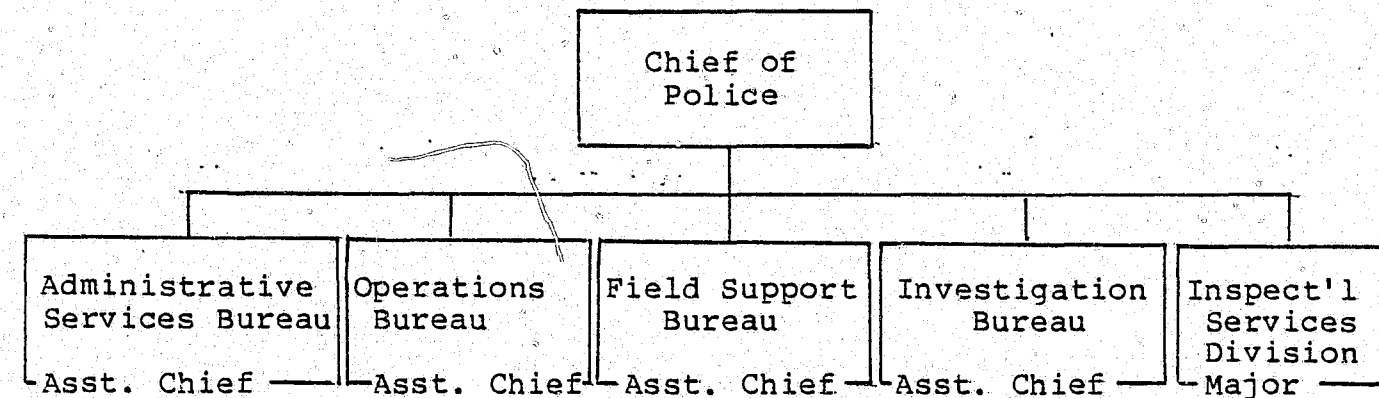 Chief of
Police
Administrative
Services Bureau
Asst. Chief
Operations
Bureau
Asst. Chief
Field Support
Bureau
Asst. Chief
Investigation
Bureau
Asst. Chief
Inspect'l
Services
Division
Major